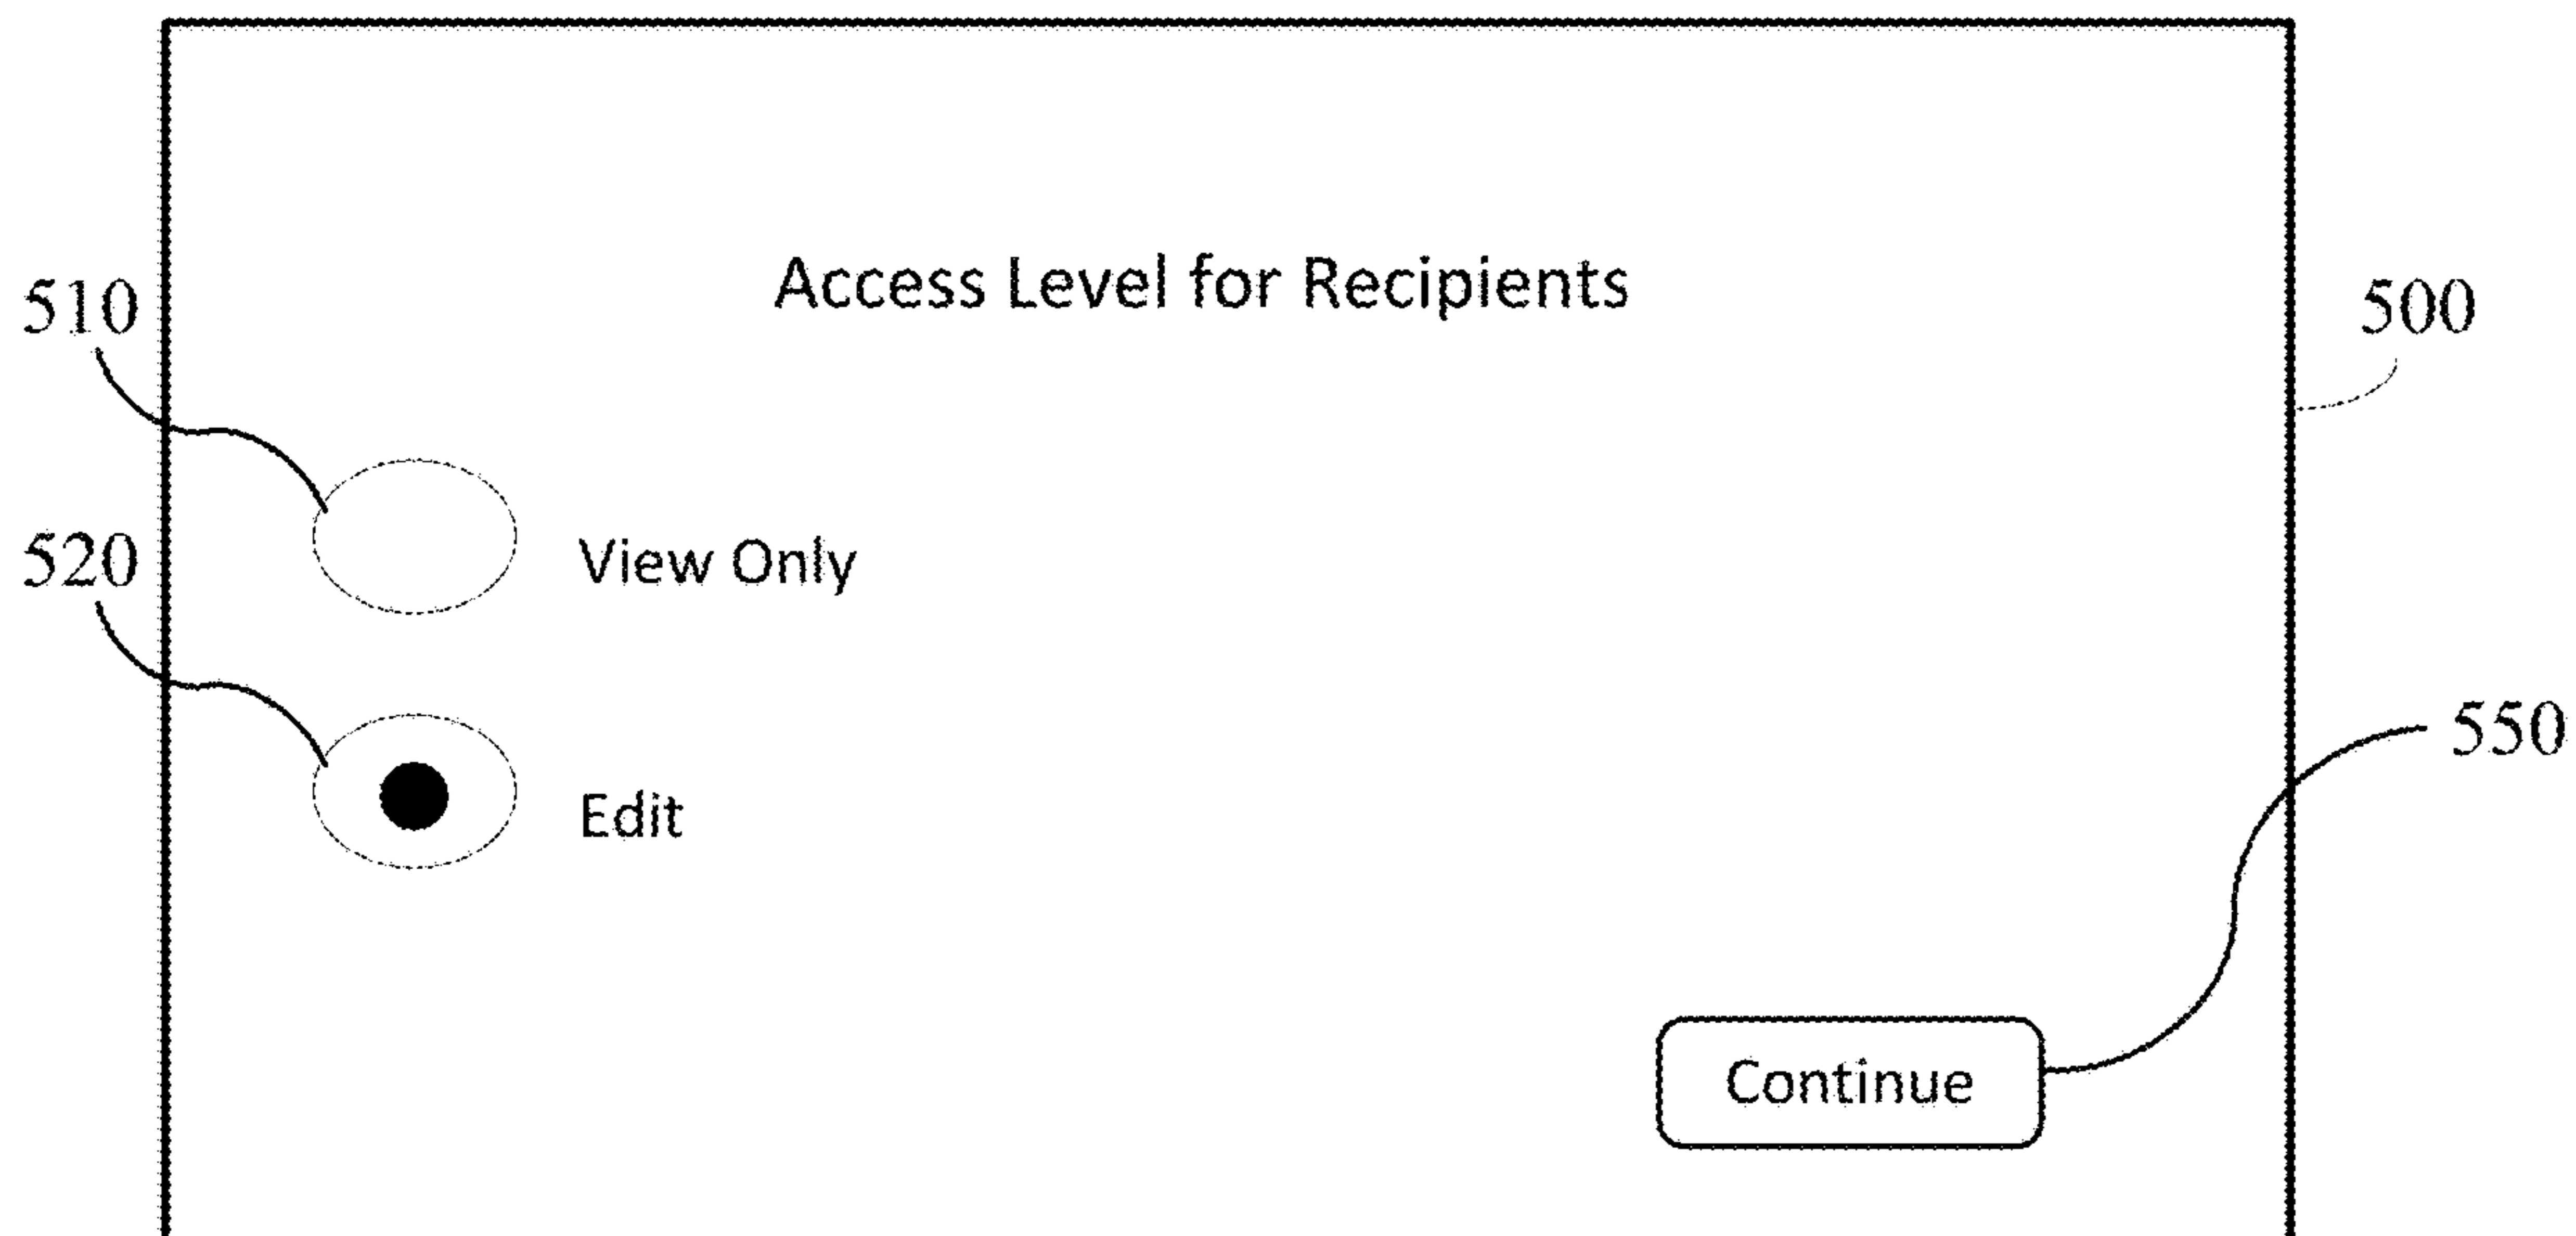 Access Level for Recipients
510
500
View Only
520
550
Edit
Continue